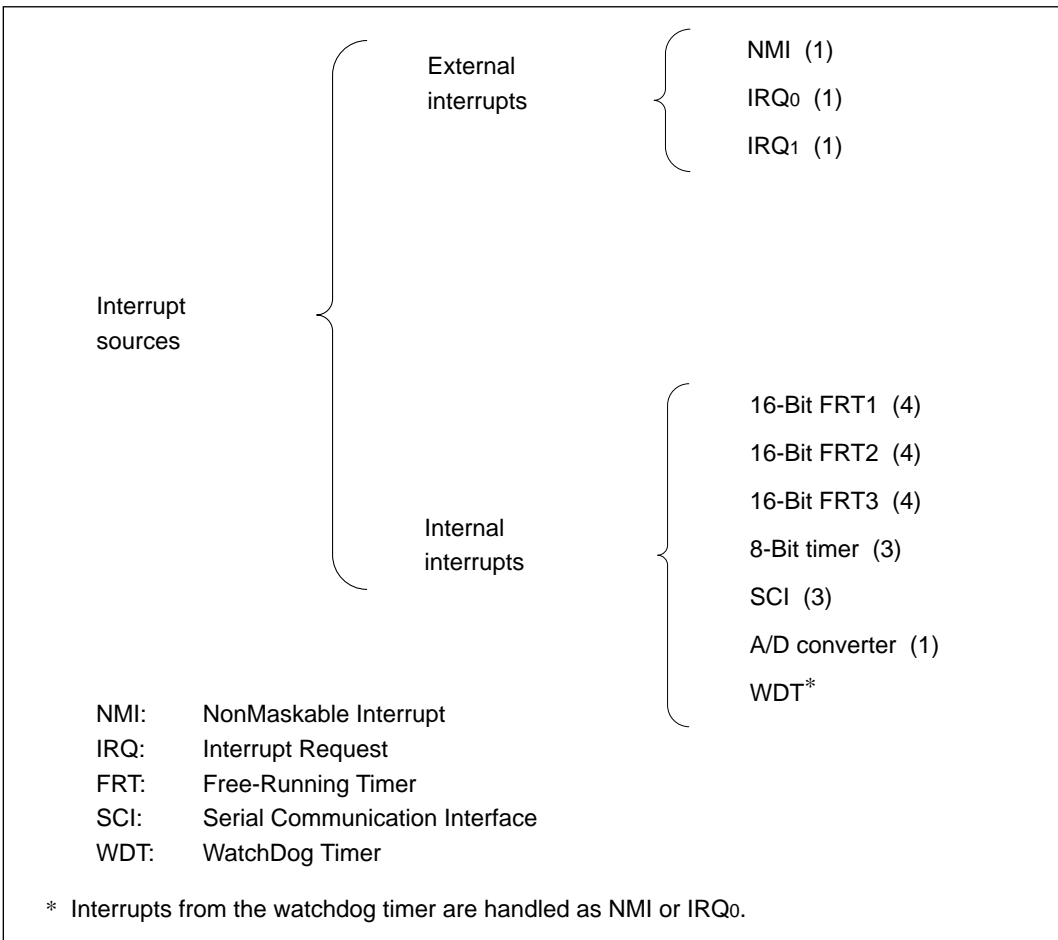 External
interrupts
NMI (1)
IRQ0 (1)
IRQ1 (1)
Interrupt
sources
Internal
interrupts
16-Bit FRT1 (4)
16-Bit FRT2 (4)
16-Bit FRT3 (4)
8-Bit timer (3)
SCI (3)
A/D converter (1)
WDT*
NMI: NonMaskable Interrupt
IRQ: Interrupt Request
FRT: Free-Running Timer
SCI: Serial Communication Interface
WDT: WatchDog Timer
* Interrupts from the watchdog timer are handled as NMI or IRQ0.